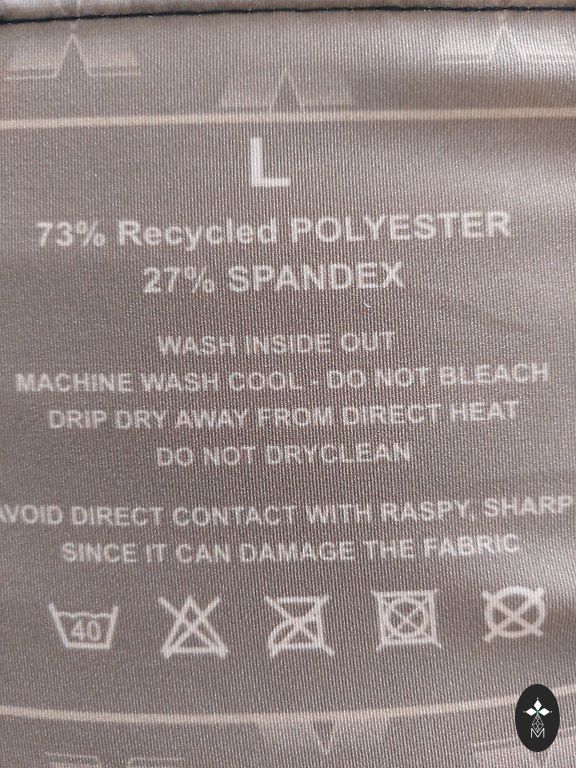 L
73% Recycled POLYESTER
27% SPANDEX
WASH INSIDE OUT
MACHINE WASH COOL - DO NOT BLEACH
DRIP DRY AWAY FROM DIRECT HEAT
DO NOT DRYCLEAN
AVOID DIRECT CONTACT WITH RASPY, SHARP
SINCE IT CAN DAMAGE THE FABRIC
40
M